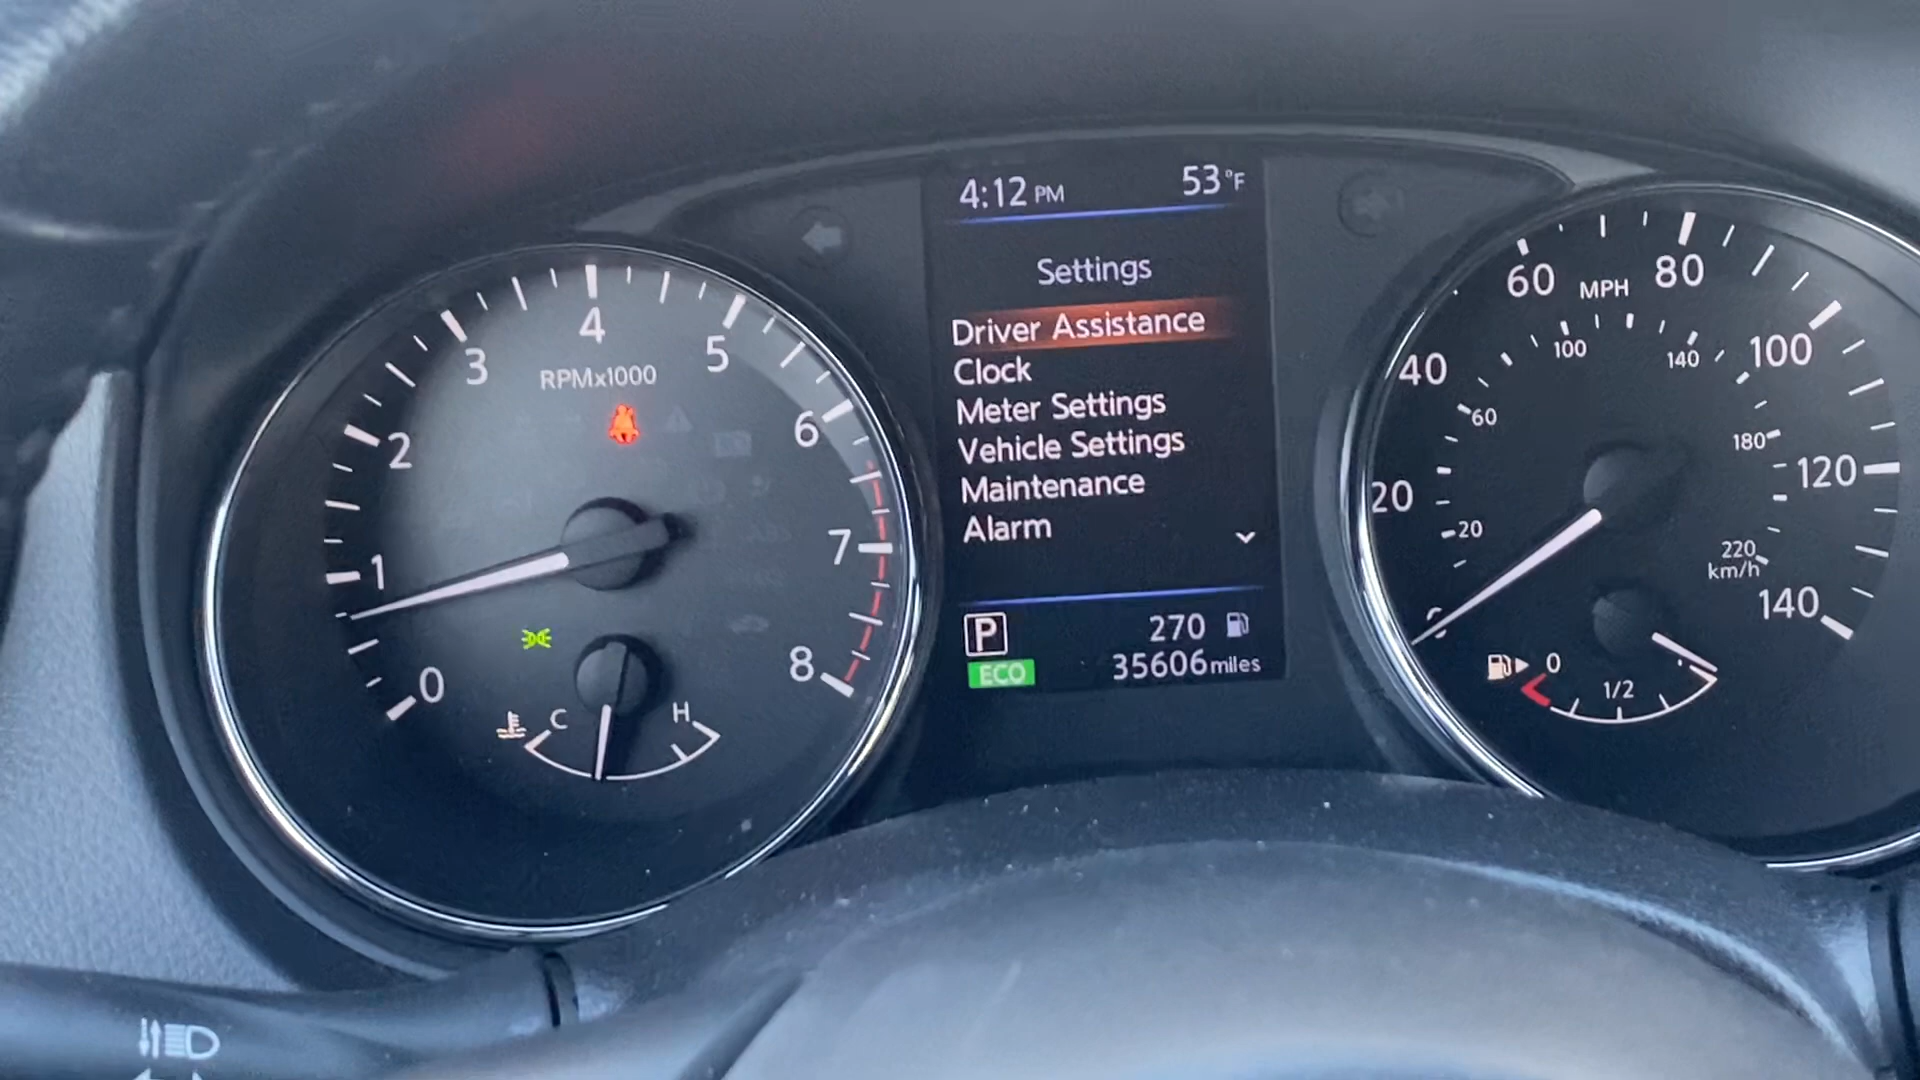 4:12 PM 53°F
Settings
Driver Assistance
Clock
Meter Settings
Vehicle Settings
Maintenance
Alarm
P 270
ECO 35606 miles
0
1
2
3
4
5
6
7
8
RPMx1000
C H
0
20
40
60
80
100
120
140
MPH
20
60
100
140
180
220
km/h
0 1/2